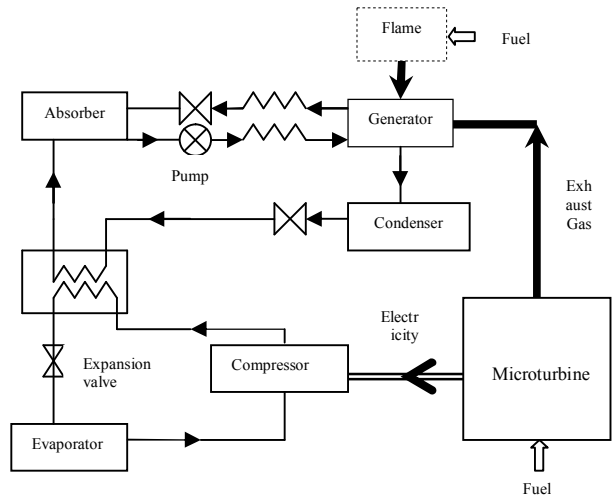 Flame
Fuel
Absorber
Generator
Pump
Exh
aust
Gas
Condenser
Electr
icity
Expansion
valve
Compressor
Microturbine
Evaporator
Fuel